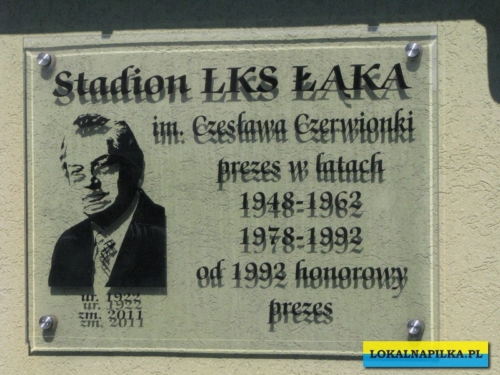 Stadion LKS ŁĄKA
im. Czesława Czerwionki
prezes w latach
1948-1962
1978-1992
od 1992 honorowy
prezes
ur. 1922
zm. 2011
LOKALNAPILKA.PL